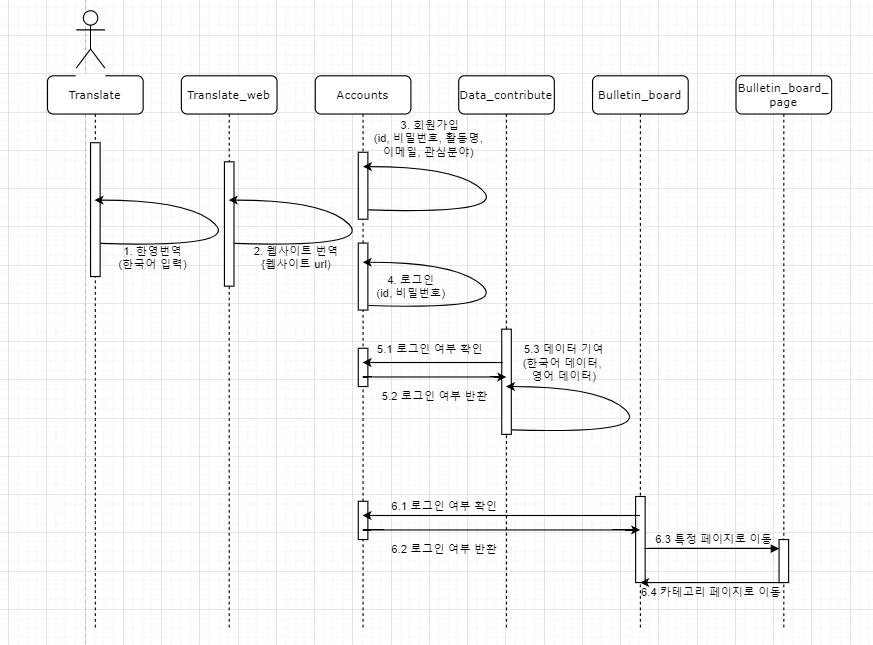 Translate
Translate_web
Accounts
Data_contribute
Bulletin_board
Bulletin_board_
page
3. 회원가입
(id, 비밀번호, 활동명,
이메일, 관심분야)
1. 한영번역
(한국어 입력)
2. 웹사이트 번역
{웹사이트 url)
4. 로그인
(id, 비밀번호)
5.1 로그인 여부 확인
5.2 로그인 여부 반환
5.3 데이터 기여
(한국어 데이터,
영어 데이터)
6.1 로그인 여부 확인
6.2 로그인 여부 반환
6.3 특정 페이지로 이동
6.4 카테고리 페이지로 이동